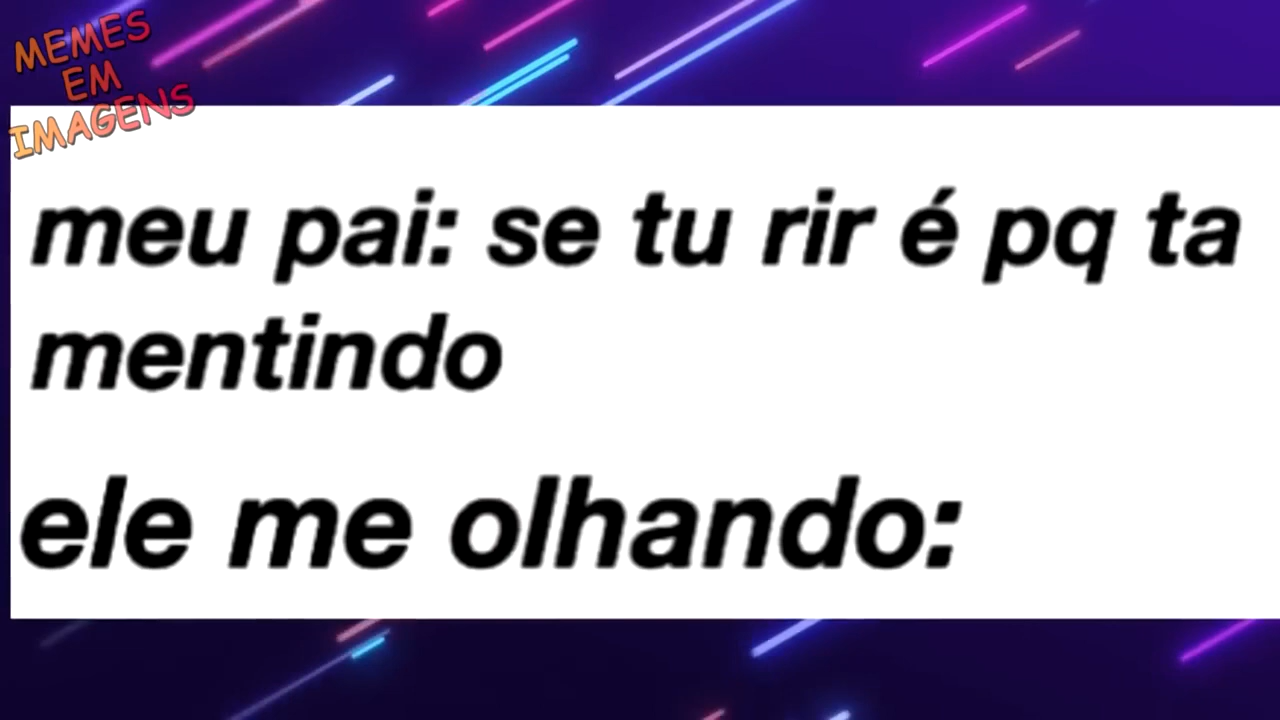 MEMES
EM
IMAGENS
meu pai: se tu rir é pq ta
mentindo
ele me olhando: